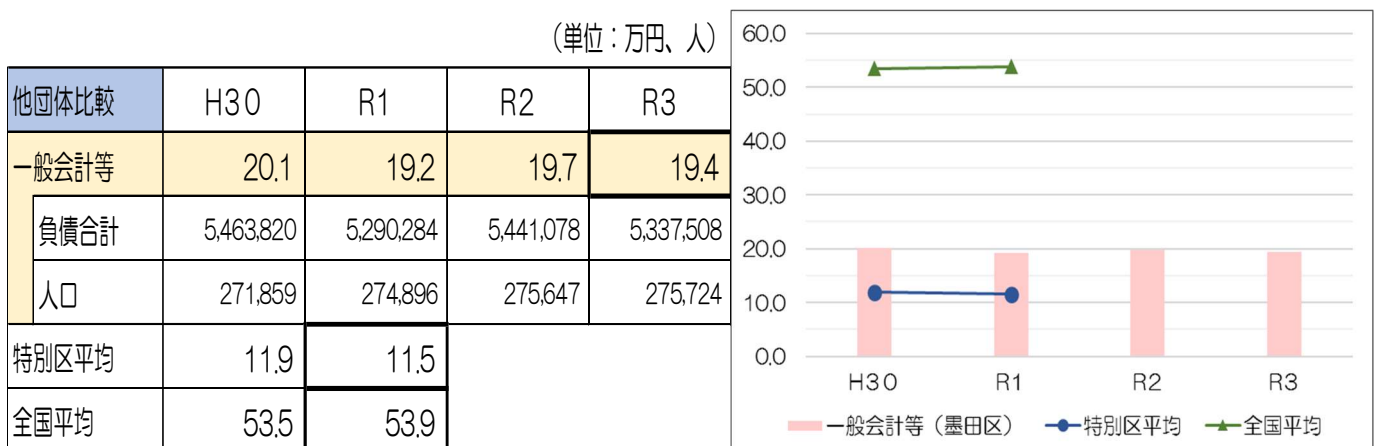 (単位：万円、人)
他団体比較 H30 R1 R2 R3
一般会計等 20.1 19.2 19.7 19.4
負債合計 5,463,820 5,290,284 5,441,078 5,337,508
人口 271,859 274,896 275,647 275,724
特別区平均 11.9 11.5
全国平均 53.5 53.9
60.0
50.0
40.0
30.0
20.0
10.0
0.0
H30 R1 R2 R3
一般会計等（墨田区） 特別区平均 全国平均